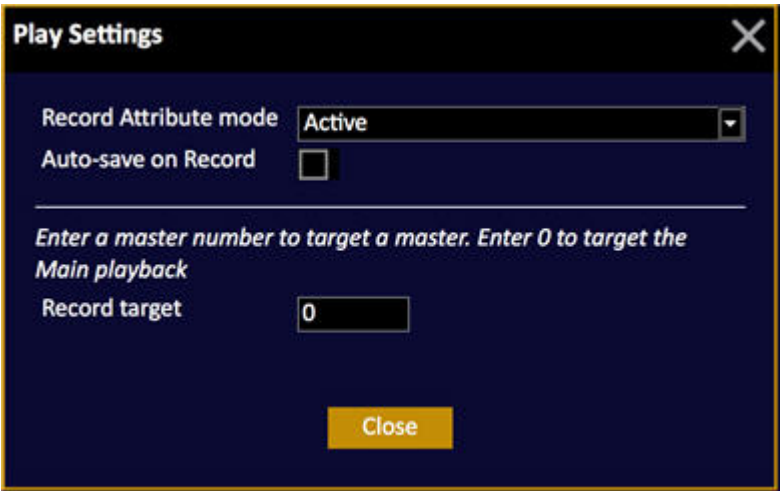 Play Settings
Record Attribute mode Active
Auto-save on Record
Enter a master number to target a master. Enter 0 to target the
Main playback
Record target 0
Close